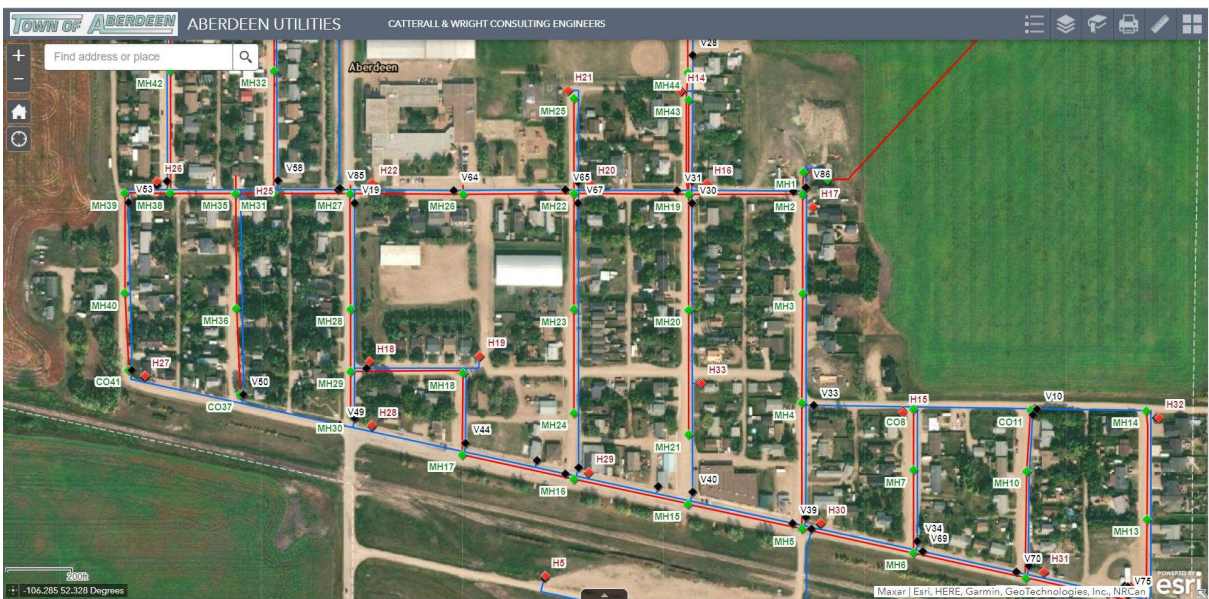 TOWN OF ABERDEEN ABERDEEN UTILITIES CATTERALL & WRIGHT CONSULTING ENGINEERS
+ Find address or place
−
V28
Aberdeen
H21
H14
MH42 MH32 MH44
MH25 MH43
H26 V58 V85 H22 V64 V65 H20 V31 H16 V86
V53 H25 V19 V67 V30 MH1 H17
MH39 MH38 MH35 MH31 MH27 MH26 MH22 MH19 MH2
MH40 MH3
MH36 MH28 MH23 MH20
H18 H19
H27 H33
CO41 MH29 MH18
V50 V33 V10
CO37 H15 H32
V49 H28 MH24 MH4 CO8 CO11 MH14
MH30 V44 MH21
MH17 H29 MH7 MH10
MH16 V40
MH15 V39 H30 MH13
MH5 V34
V69
MH6 V70 H31
H5
200ft POWERED BY
V75 esri
-106.285 52.328 Degrees Maxar | Esri, HERE, Garmin, GeoTechnologies, Inc., NRCan